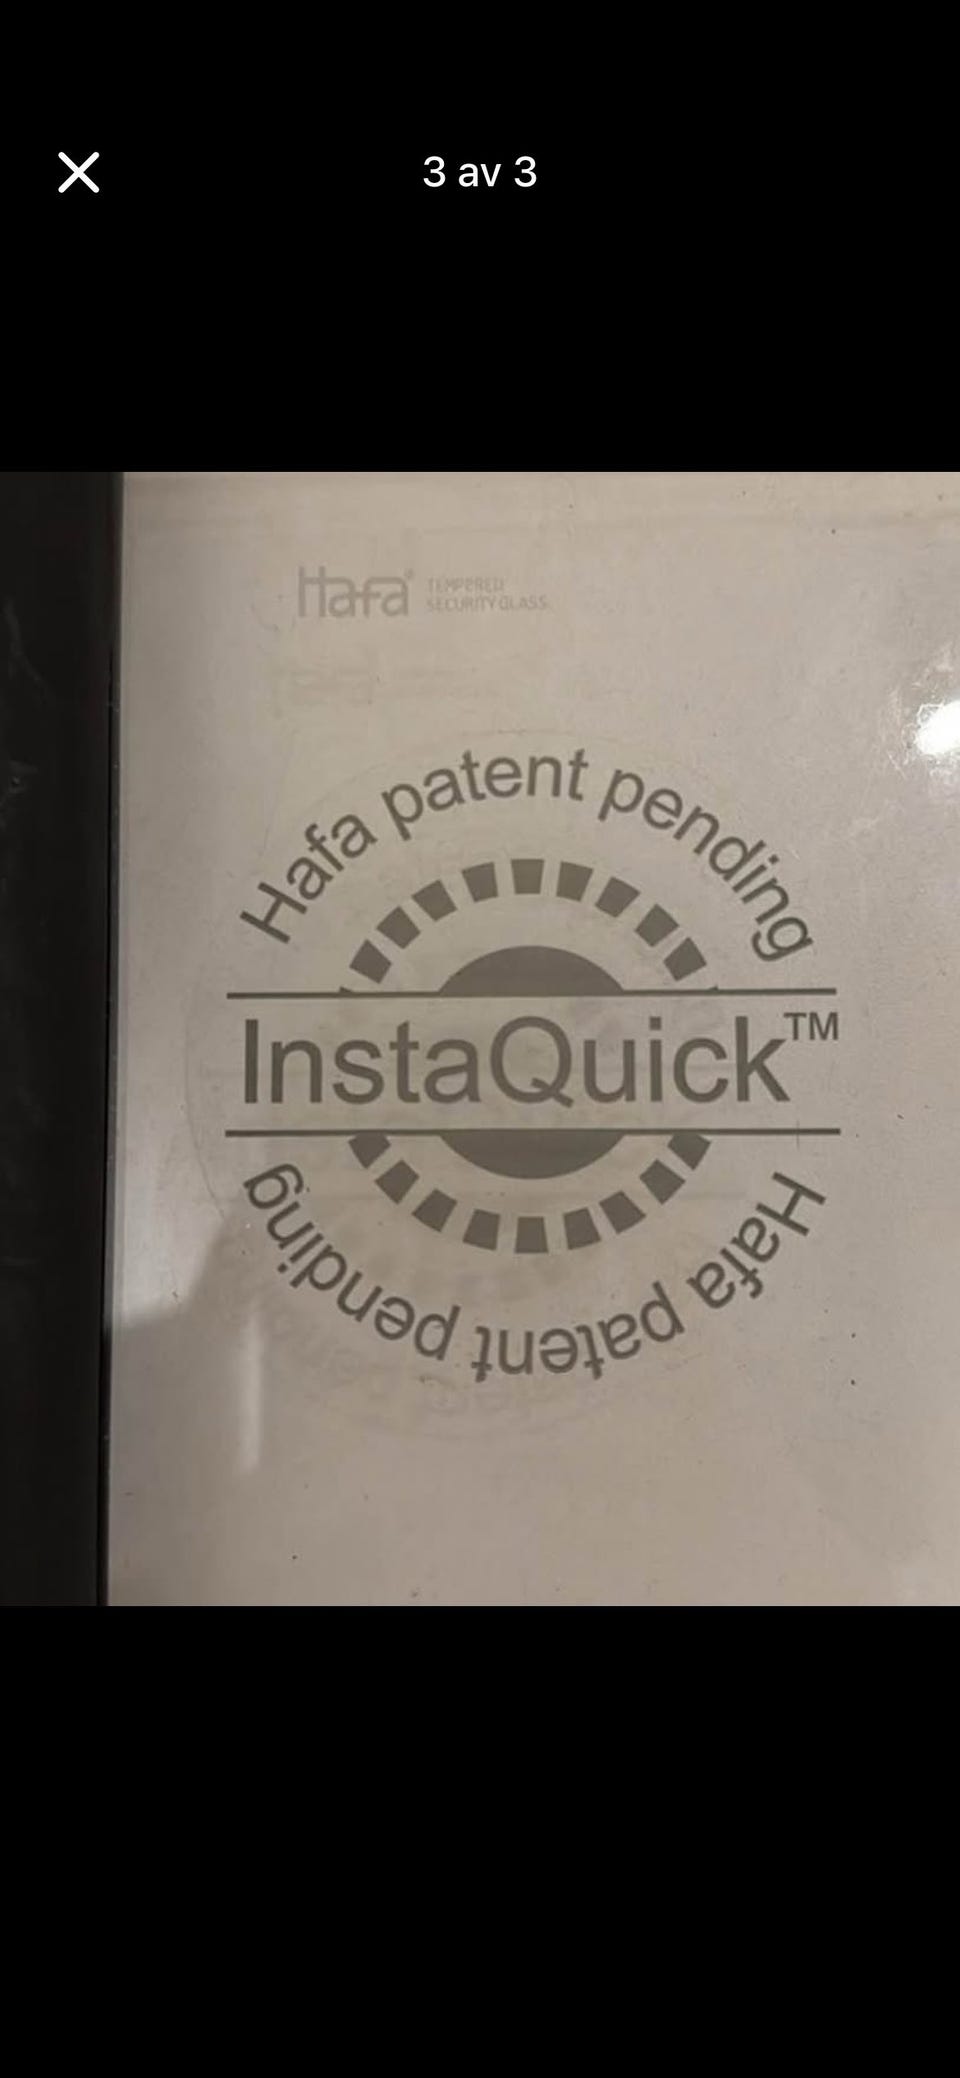 3 av 3
Hafa® TEMPERED
SECURITY GLASS
Hafa patent pending
InstaQuick™
Hafa patent pending